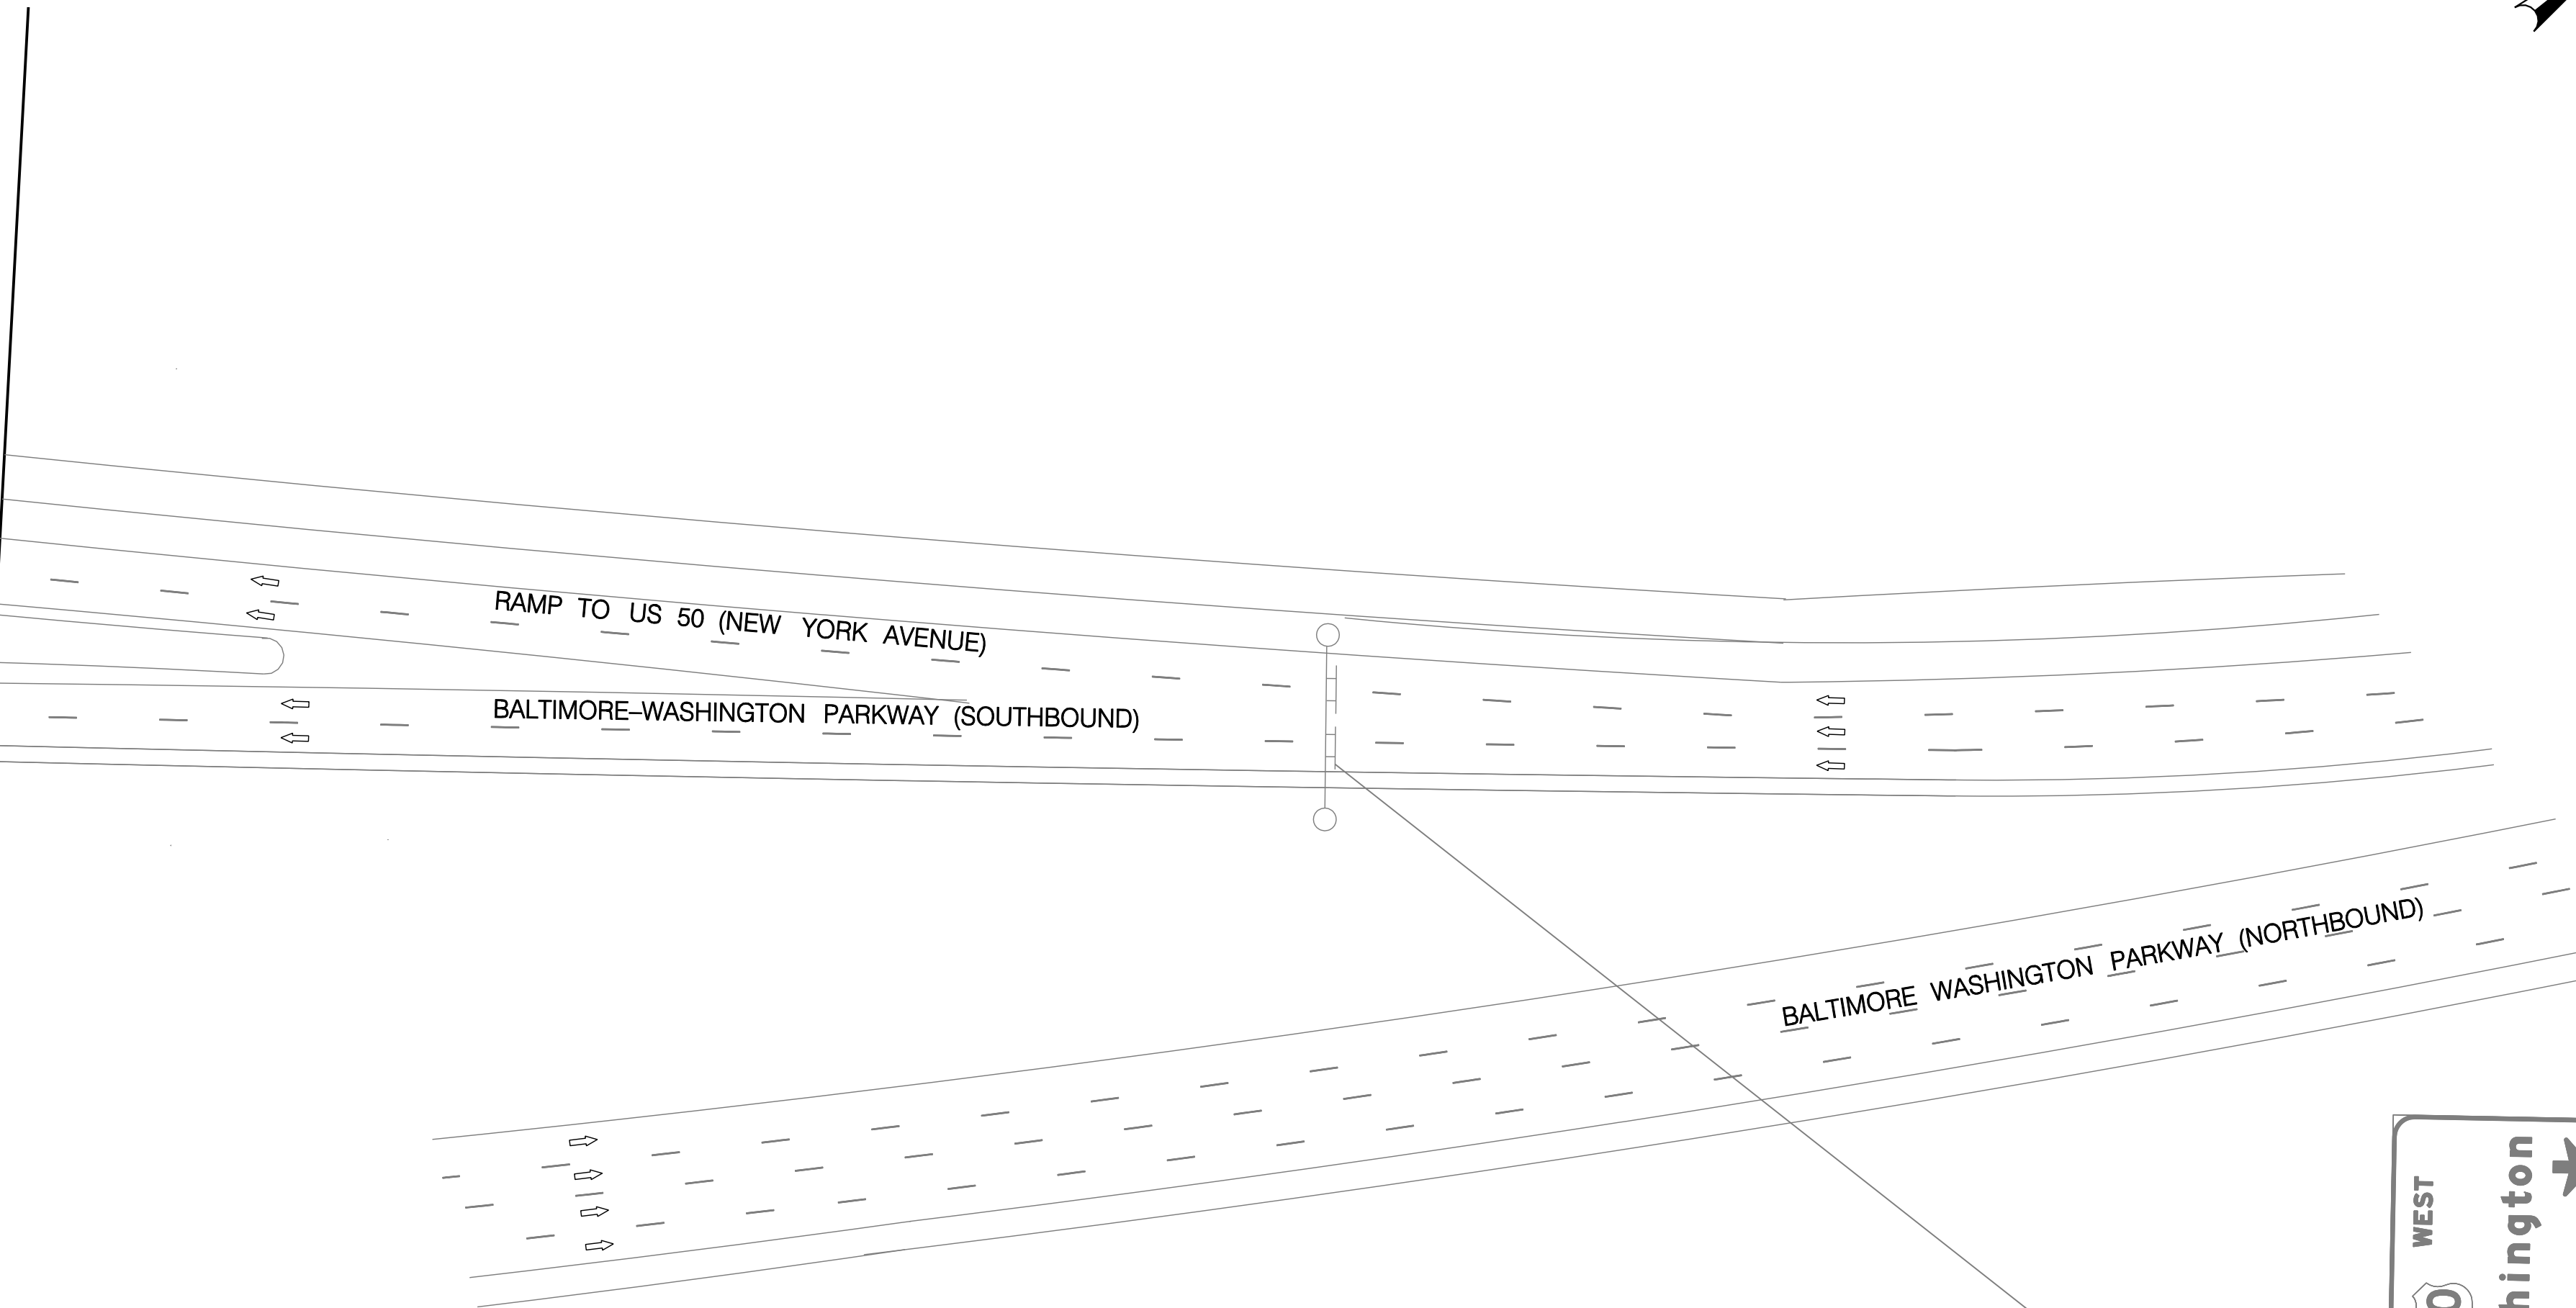 RAMP TO US 50 (NEW YORK AVENUE)
BALTIMORE–WASHINGTON PARKWAY (SOUTHBOUND)
BALTIMORE WASHINGTON PARKWAY (NORTHBOUND)
WEST
hington